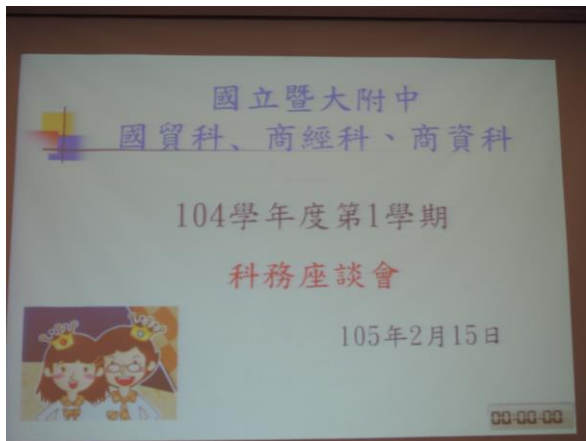 國立暨大附中
國貿科、商經科、商資科
104學年度第1學期
科務座談會
105年2月15日
00:00:00